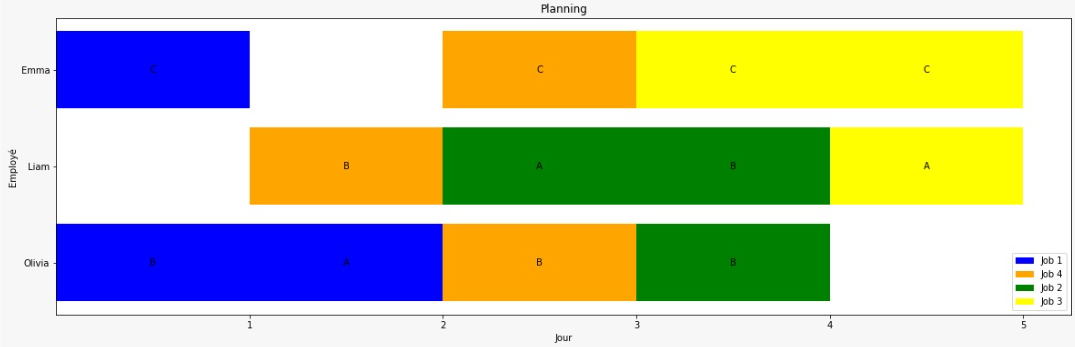 Planning
Employé
Emma
C
C
C
C
Liam
B
A
B
A
Olivia
B
A
B
B
Job 1
Job 4
Job 2
Job 3
1
2
3
4
5
Jour